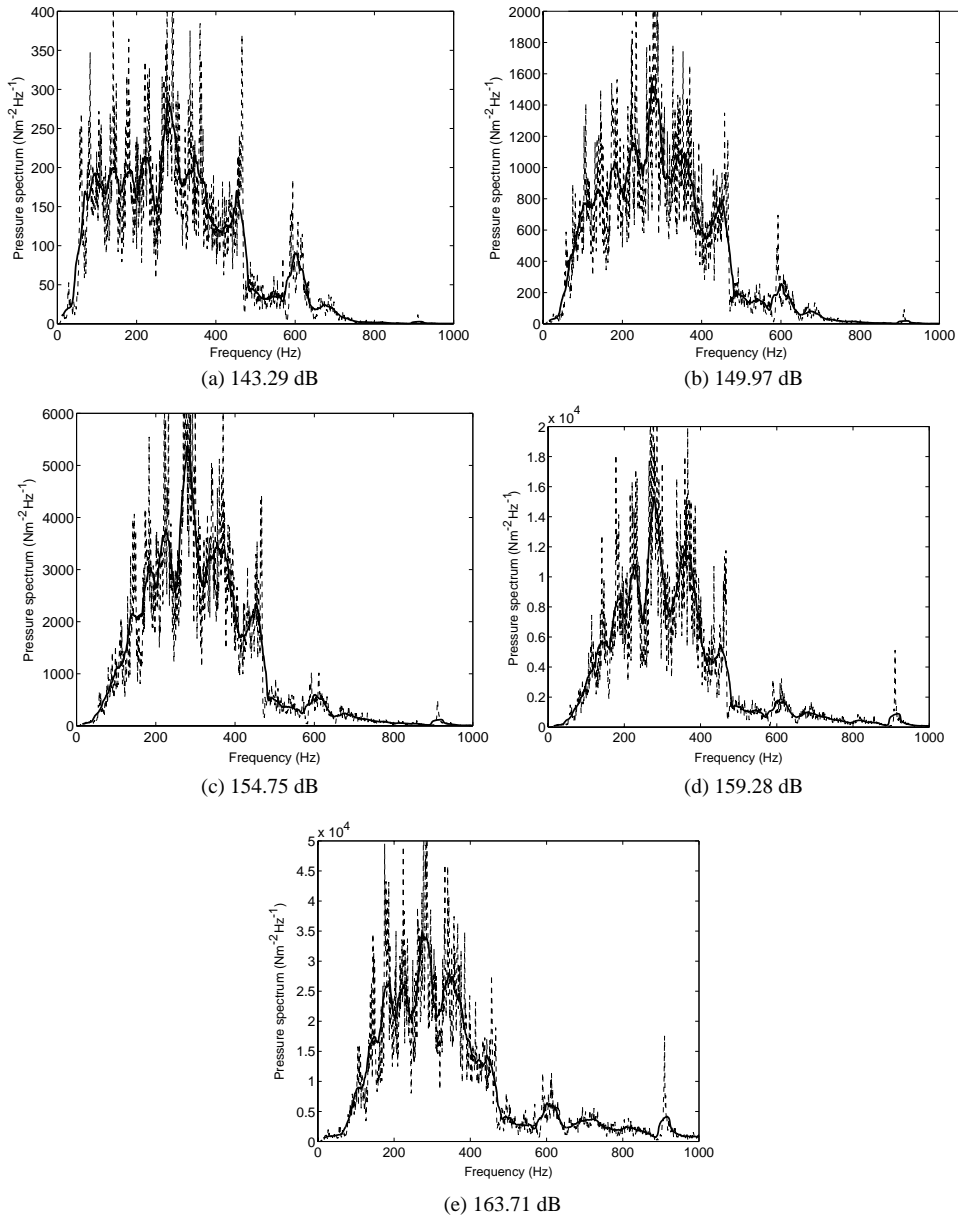 400
350
300
250
200
150
100
50
0
Pressure spectrum (Nm⁻²Hz⁻¹)
0 200 400 600 800 1000
Frequency (Hz)
(a) 143.29 dB
2000
1800
1600
1400
1200
1000
800
600
400
200
0
Pressure spectrum (Nm⁻²Hz⁻¹)
0 200 400 600 800 1000
Frequency (Hz)
(b) 149.97 dB
6000
5000
4000
3000
2000
1000
0
Pressure spectrum (Nm⁻²Hz⁻¹)
0 200 400 600 800 1000
Frequency (Hz)
(c) 154.75 dB
x 10⁴
2
1.8
1.6
1.4
1.2
1
0.8
0.6
0.4
0.2
0
Pressure spectrum (Nm⁻²Hz⁻¹)
0 200 400 600 800 1000
Frequency (Hz)
(d) 159.28 dB
x 10⁴
5
4.5
4
3.5
3
2.5
2
1.5
1
0.5
0
Pressure spectrum (Nm⁻²Hz⁻¹)
0 200 400 600 800 1000
Frequency (Hz)
(e) 163.71 dB